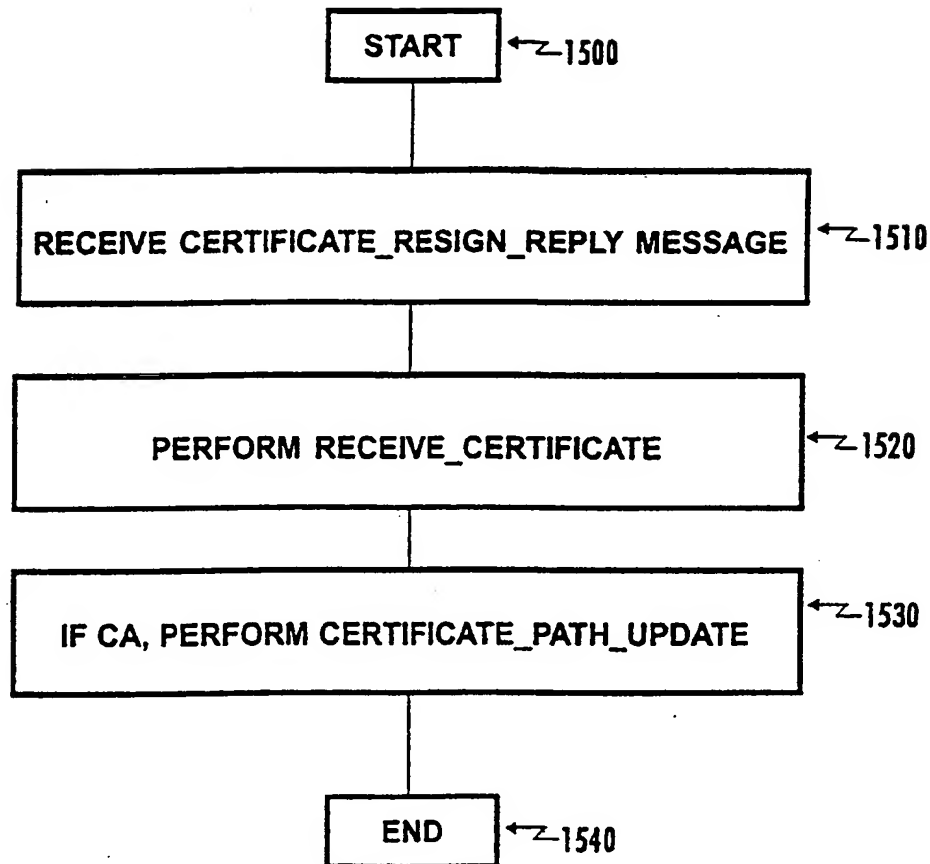 START 1500
RECEIVE CERTIFICATE_RESIGN_REPLY MESSAGE 1510
PERFORM RECEIVE_CERTIFICATE 1520
IF CA, PERFORM CERTIFICATE_PATH_UPDATE 1530
END 1540